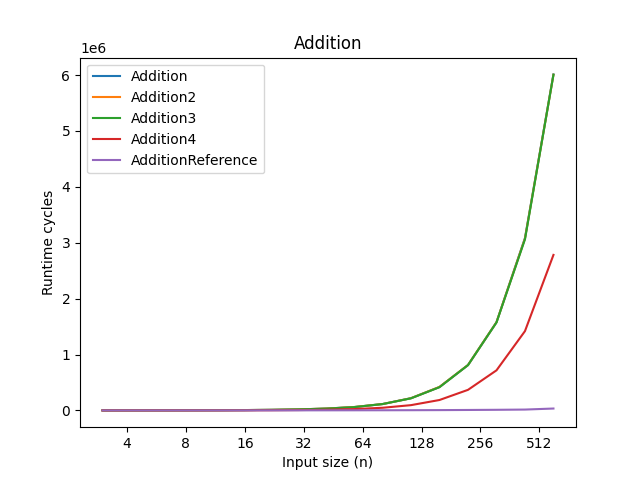 Addition
1e6
Addition
Addition2
Addition3
Addition4
AdditionReference
6
5
4
3
2
1
0
Runtime cycles
4 8 16 32 64 128 256 512
Input size (n)